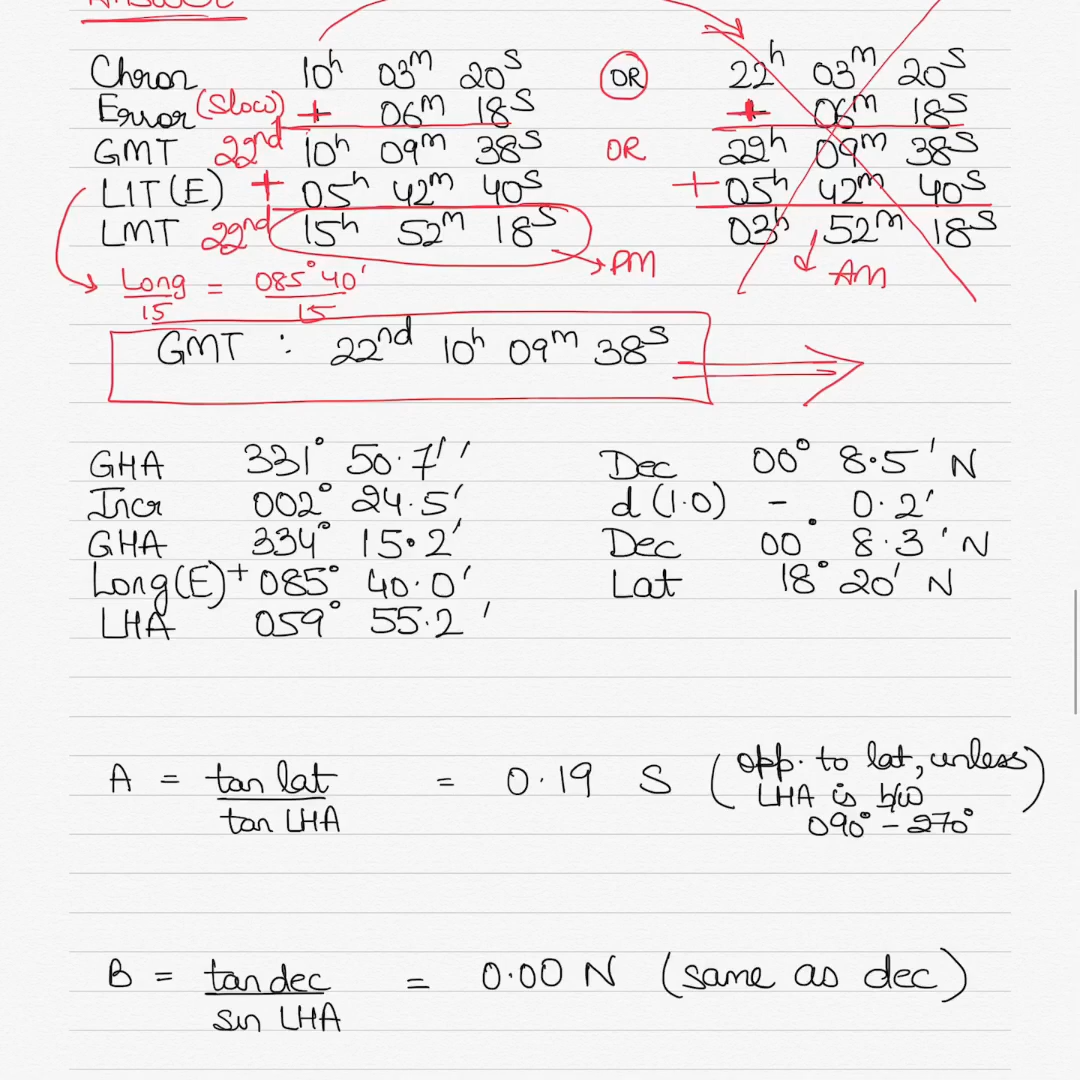 Answer
Chron 10h 03m 20s OR 22h 03m 20s
Error (Slow) + 06m 18s + 06m 18s
GMT 22nd 10h 09m 38s OR 22h 09m 38s
LIT(E) + 05h 42m 40s + 05h 42m 40s
LMT 22nd 15h 52m 18s 03h 52m 18s
→ PM
AM
Long/15 = 085° 40'/15
GMT : 22nd 10h 09m 38s
GHA 331° 50.7'' Dec 00° 8.5' N
Incr 002° 24.5' d (1.0) - 0.2'
GHA 334° 15.2' Dec 00° 8.3' N
Long(E) + 085° 40.0' Lat 18° 20' N
LHA 059° 55.2'
A = tan lat / tan LHA = 0.19 S (opp. to lat, unless
LHA is b/w
090° - 270°)
B = tan dec / sin LHA = 0.00 N (same as dec)